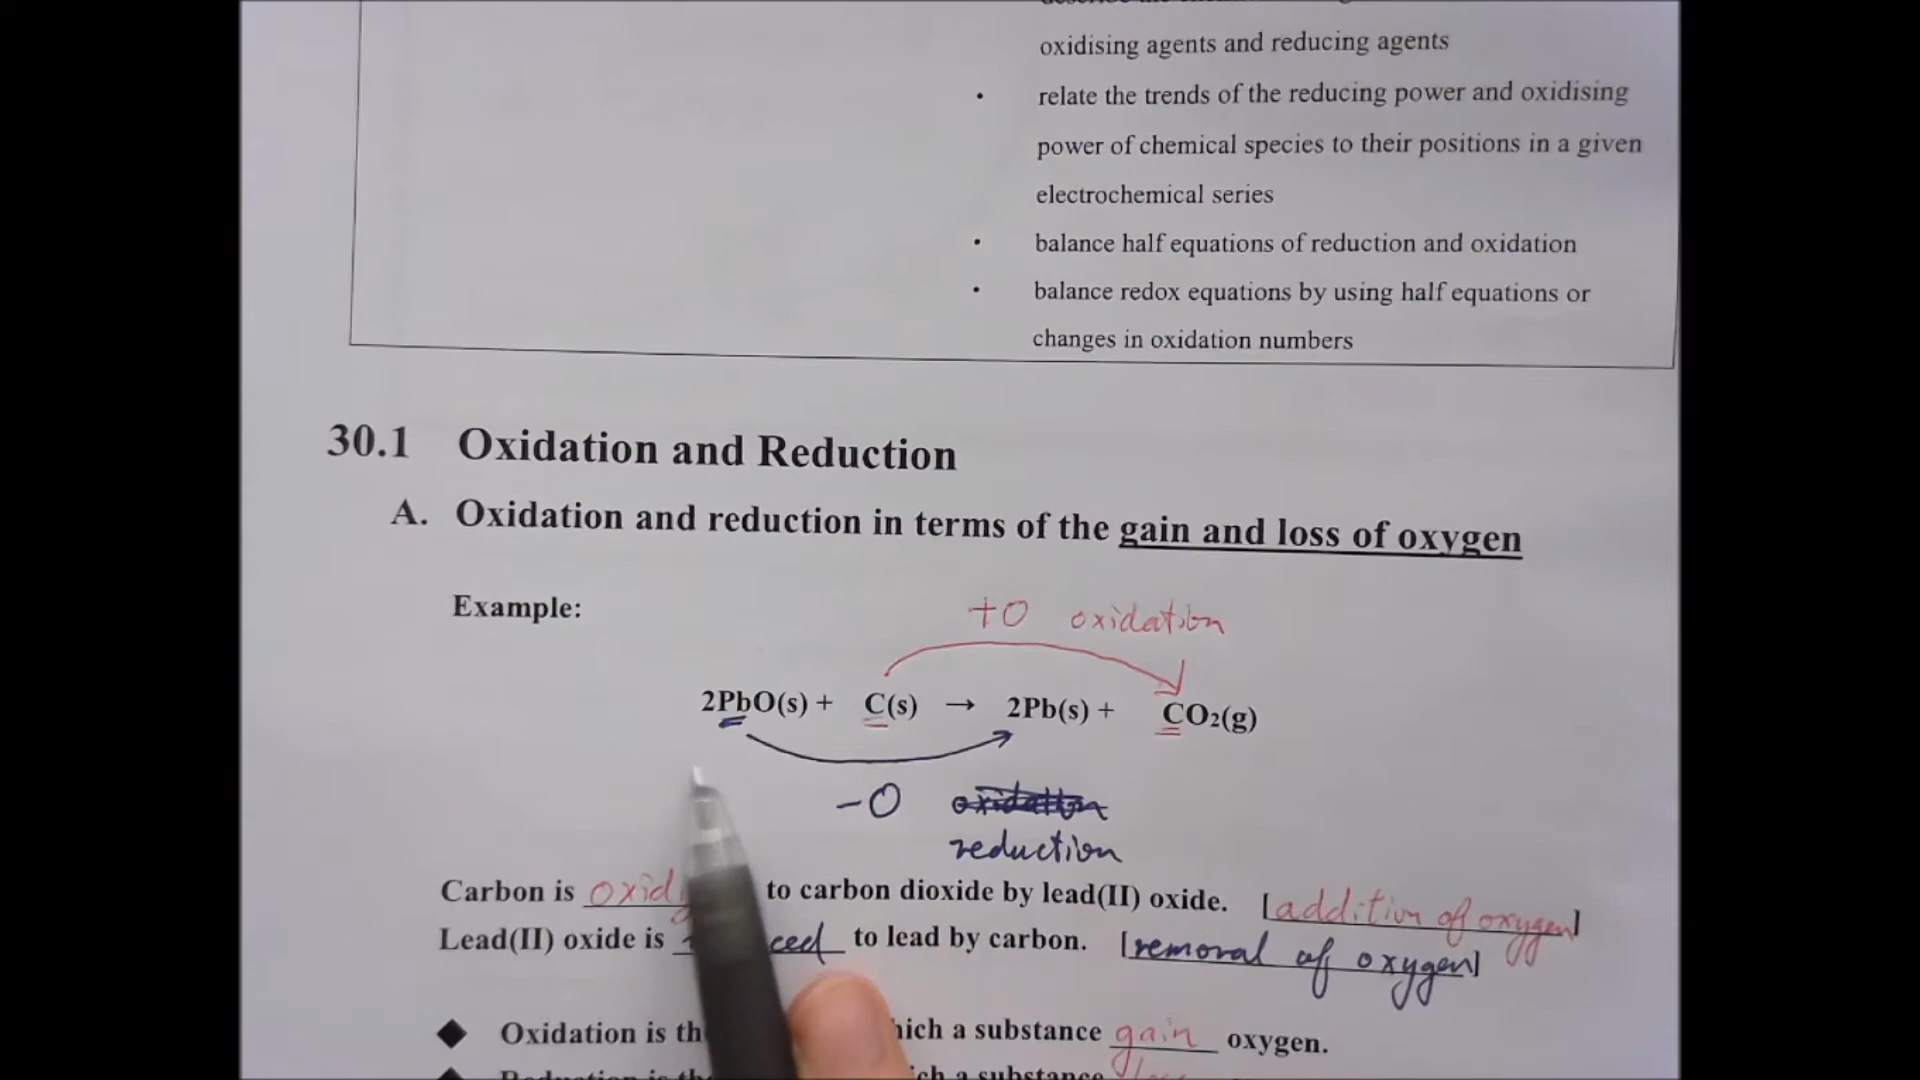 oxidising agents and reducing agents
• relate the trends of the reducing power and oxidising
power of chemical species to their positions in a given
electrochemical series
• balance half equations of reduction and oxidation
• balance redox equations by using half equations or
changes in oxidation numbers
30.1 Oxidation and Reduction
A. Oxidation and reduction in terms of the gain and loss of oxygen
Example:
+O oxidation
2PbO(s) + C(s) → 2Pb(s) + CO₂(g)
-O
reduction
Carbon is to carbon dioxide by lead(II) oxide. [addition of oxygen]
Lead(II) oxide is to lead by carbon. [removal of oxygen]
◆ Oxidation is a substance gain oxygen.
a substance